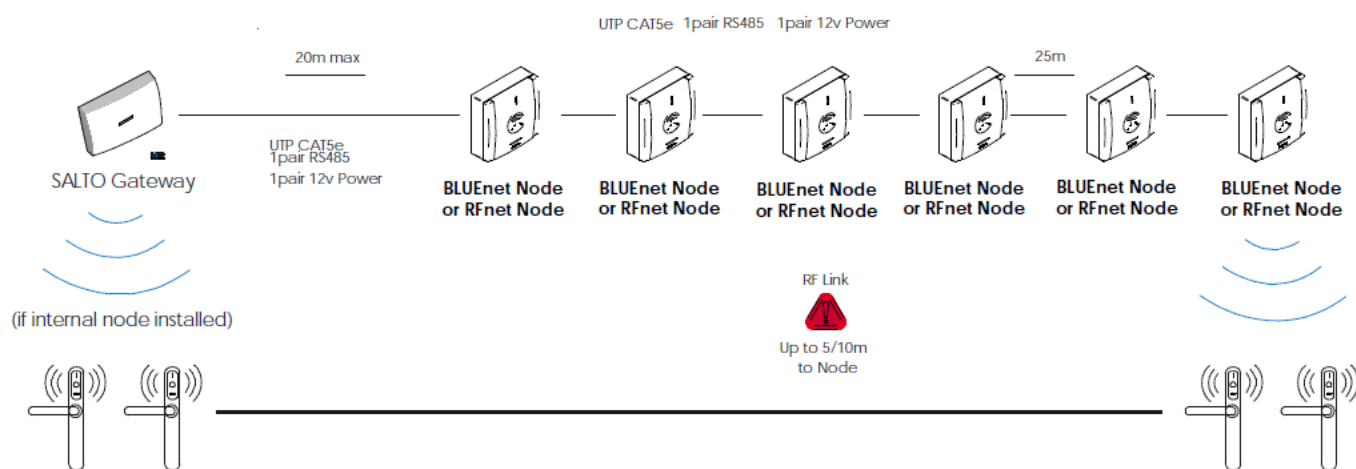 UTP CAT5e 1pair RS485 1pair 12v Power
20m max
25m
UTP CAT5e
1pair RS485
1pair 12v Power
SALTO Gateway
BLUEnet Node
or RFnet Node
BLUEnet Node
or RFnet Node
BLUEnet Node
or RFnet Node
BLUEnet Node
or RFnet Node
BLUEnet Node
or RFnet Node
BLUEnet Node
or RFnet Node
(if internal node installed)
RF Link
Up to 5/10m
to Node